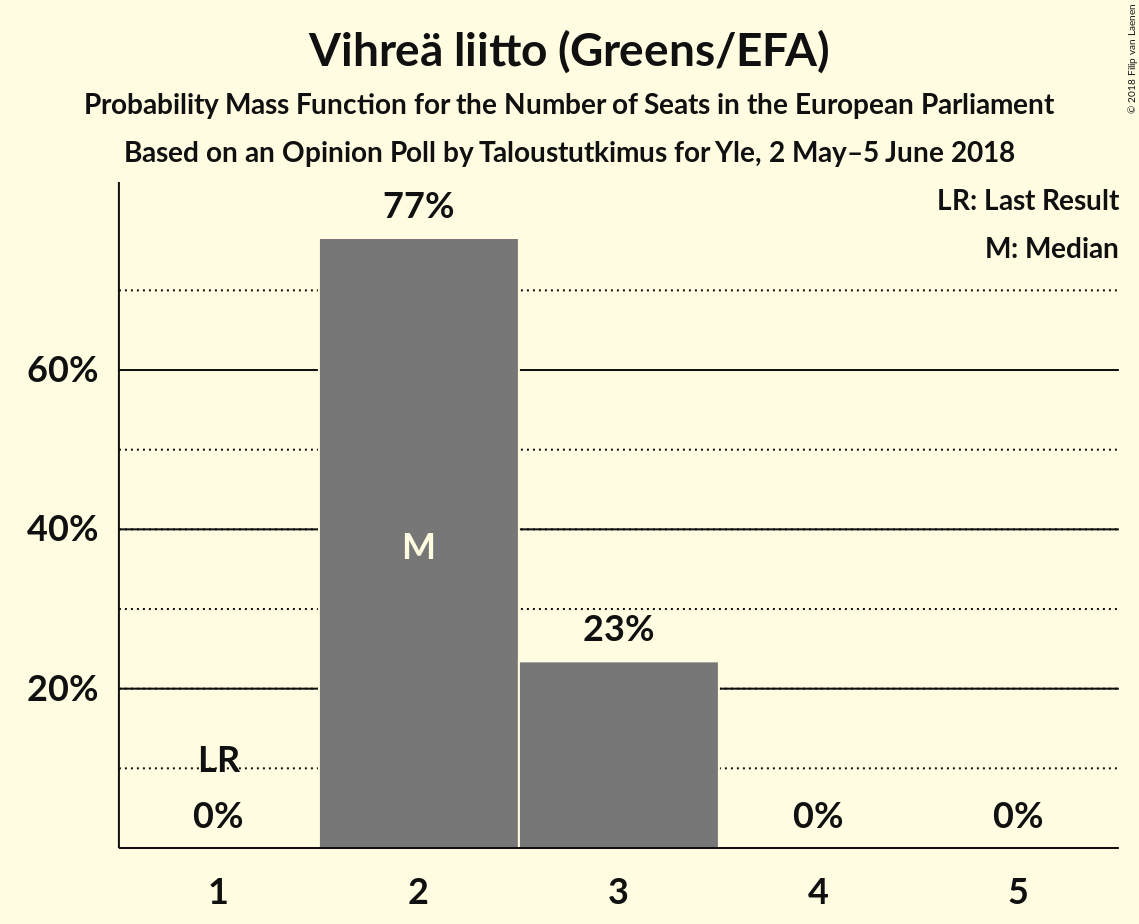 Vihreä liitto (Greens/EFA)
Probability Mass Function for the Number of Seats in the European Parliament
Based on an Opinion Poll by Taloustutkimus for Yle, 2 May–5 June 2018
© 2018 Filip van Laenen
LR: Last Result
M: Median
77%
60%
40%
M
23%
20%
LR
0%
0%
0%
1
2
3
4
5